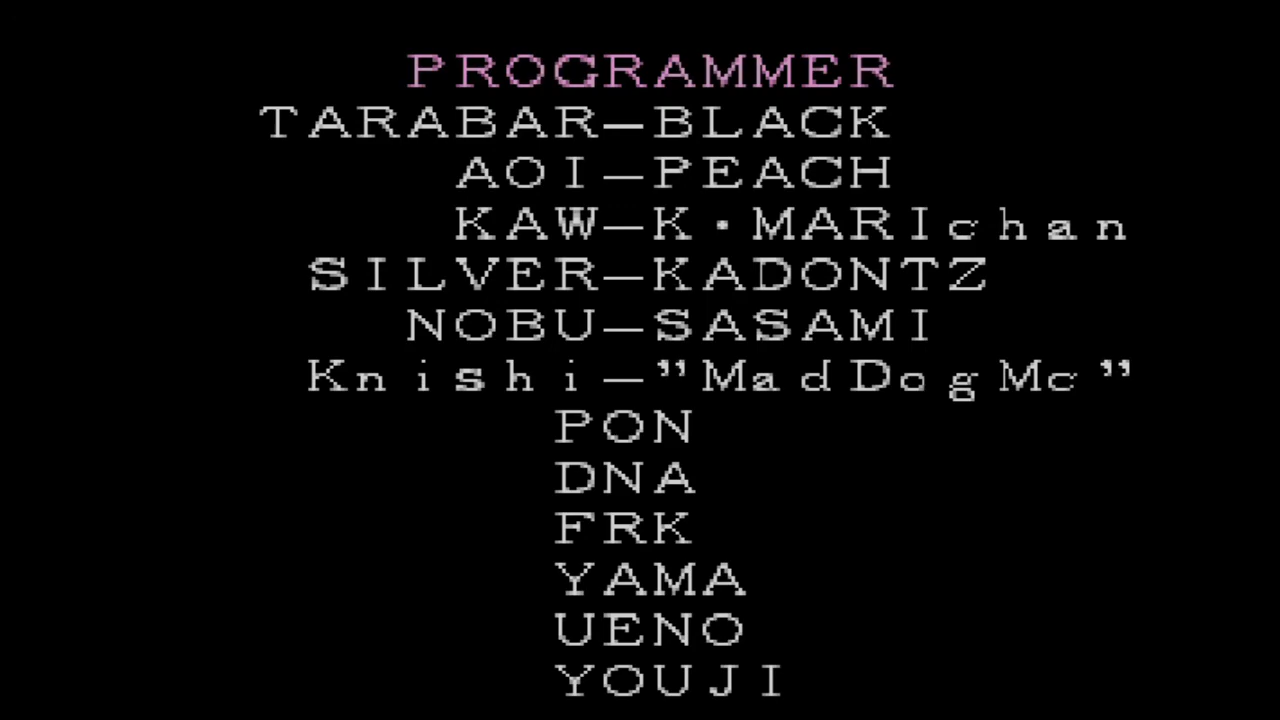 PROGRAMMER
TARABAR—BLACK
AOI—PEACH
KAW—K・MARIchan
SILVER—KADONTZ
NOBU—SASAMI
Knishi—”MadDogMc”
PON
DNA
FRK
YAMA
UENO
YOUJI